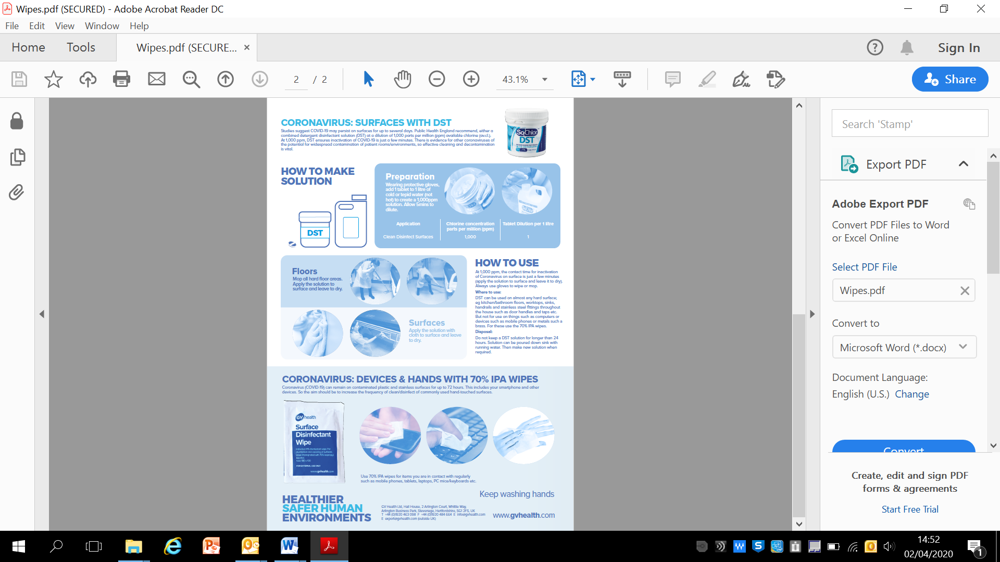 Wipes.pdf (SECURED) - Adobe Acrobat Reader DC
File Edit View Window Help
Home Tools Wipes.pdf (SECURE... × Sign In
2 / 2 43.1% Share
CORONAVIRUS: SURFACES WITH DST
Studies suggest COVID-19 may persist on surfaces for up to several days. Public Health England recommend, either a
combined detergent disinfectant solution (DST) at a dilution of 1,000 parts per million (ppm) available chlorine (av.cl.).
At 1,000 ppm, DST ensures inactivation of COVID-19 is just a few minutes. There is evidence for other coronoviruses of
the potential for widespread contamination of patient rooms/environments, so effective cleaning and decontamination
is vital.
SoChlor
DST
WITH DETERGENT
HOW TO MAKE
SOLUTION
DST
Preparation
Wearing protective gloves,
add 1 tablet to 1 litre of
cold or tepid water (not
hot) to create a 1,000ppm
solution. Allow 5mins to
dilute.
Application
Chlorine concentration
parts per million (ppm)
Tablet Dilution per 1 litre
Clean Disinfect Surfaces 1,000 1
Floors
Mop all hard floor areas.
Apply the solution to
surface and leave to dry.
Surfaces
Apply the solution with
cloth to surface and leave
to dry.
HOW TO USE
At 1,000 ppm, the contact time for inactivation
of Coronavirus on surface is just a few minutes
(apply the solution to surface and leave it to dry).
Always use gloves to wipe or mop.
Where to use:
DST can be used on almost any hard surface;
eg kitchen/bathroom floors, worktops, sinks,
handrails and stainless steel fittings throughout
the house such as door handles and taps etc.
But not for use on things such as computers or
devices such as mobile phones or metals such a
brass. For these use the 70% IPA wipes.
Disposal:
Do not keep a DST solution for longer than 24
hours. Solution can be poured down sink with
running water. Then make new solution when
required.
CORONAVIRUS: DEVICES & HANDS WITH 70% IPA WIPES
Coronavirus (COVID-19) can remain on contaminated plastic and stainless surfaces for up to 72 hours. This includes your smartphone and other
devices. So the aim should be to increase the frequency of clean/disinfect of commonly used hand-touched surfaces.
GV health
Surface
Disinfectant
Wipe
Individual IPA disinfectant wipe. For
disinfection and cleaning of surfaces
Wipe impregnated with 70% Isopropyl
Alcohol.
FOR EXTERNAL USE ONLY
www.gvhealth.com
Use 70% IPA wipes for items you are in contact with regularly
such as mobile phones, tablets, laptops, PC mice/keyboards etc.
Keep washing hands
HEALTHIER
SAFER HUMAN
ENVIRONMENTS
GV Health Ltd, Hall House, 2 Arlington Court, Whittle Way,
Arlington Business Park, Stevenage, Hertfordshire, SG1 2FS, UK
T +44 (0)1920 463 098 F +44 (0)1920 484 664 E info@gvhealth.com
E export@gvhealth.com (outside UK)
www.gvhealth.com
Search 'Stamp'
Export PDF
Adobe Export PDF
Convert PDF Files to Word
or Excel Online
Select PDF File
Wipes.pdf
Convert to
Microsoft Word (*.docx)
Document Language:
English (U.S.) Change
Convert
Create, edit and sign PDF
forms & agreements
Start Free Trial
14:52
02/04/2020
1